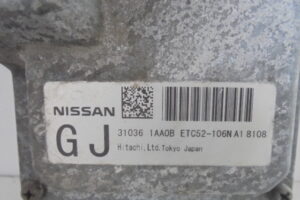 NISSAN
GJ 31036 1AA0B ETC52-106N A1 8108
Hitachi,Ltd.Tokyo Japan